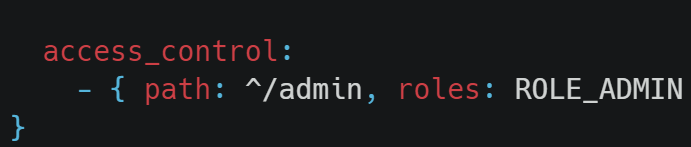 access_control:
- { path: ^/admin, roles: ROLE_ADMIN
}